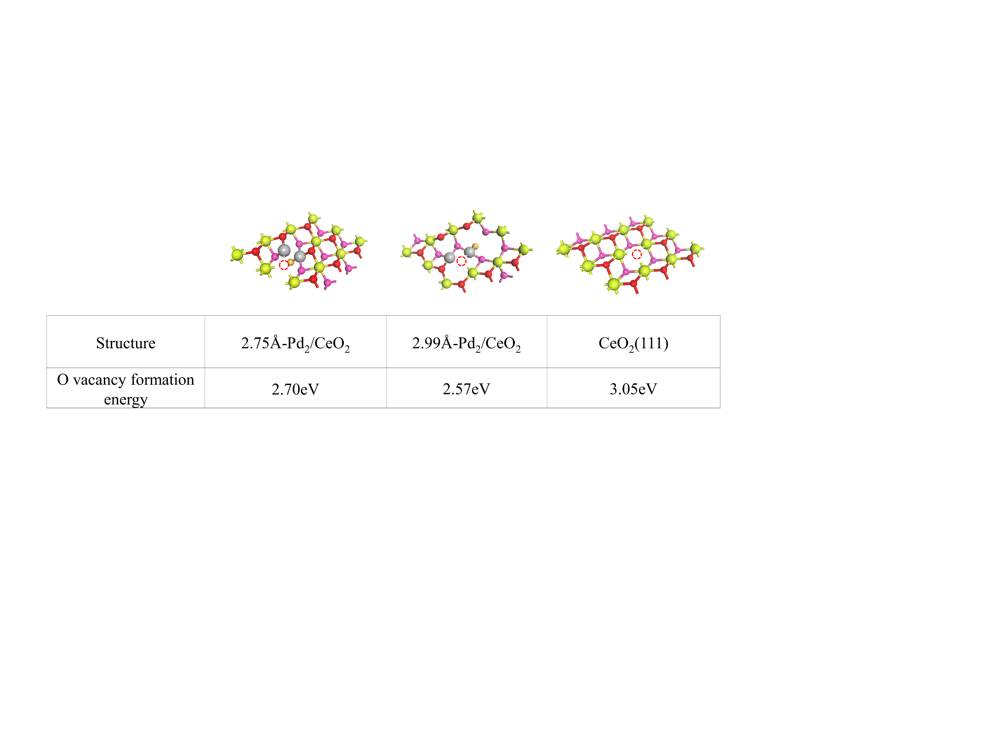 Structure
2.75Å-Pd₂/CeO₂
2.99Å-Pd₂/CeO₂
CeO₂(111)
O vacancy formation
energy
2.70eV
2.57eV
3.05eV